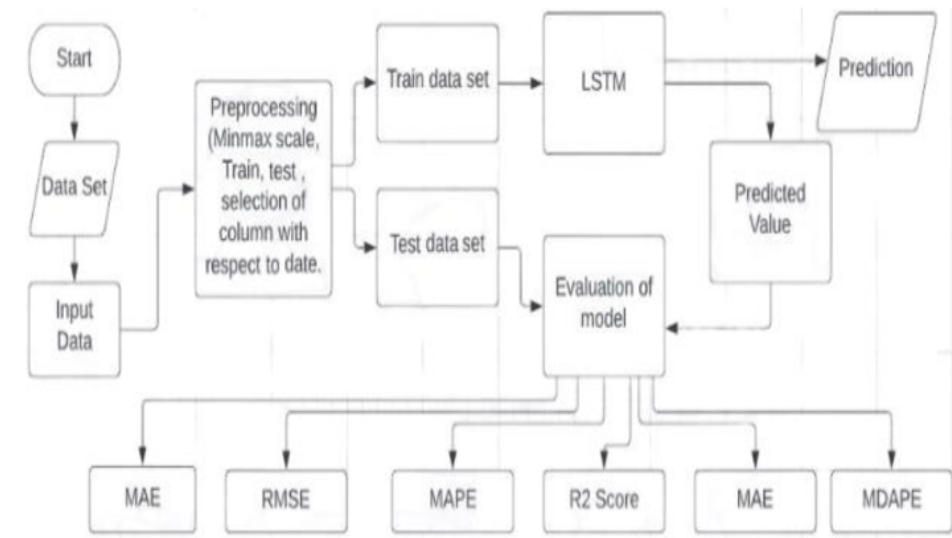 Start
Data Set
Input
Data
Preprocessing
(Minmax scale,
Train, test ,
selection of
column with
respect to date.
Train data set
Test data set
LSTM
Prediction
Predicted
Value
Evaluation of
model
MAE
RMSE
MAPE
R2 Score
MAE
MDAPE